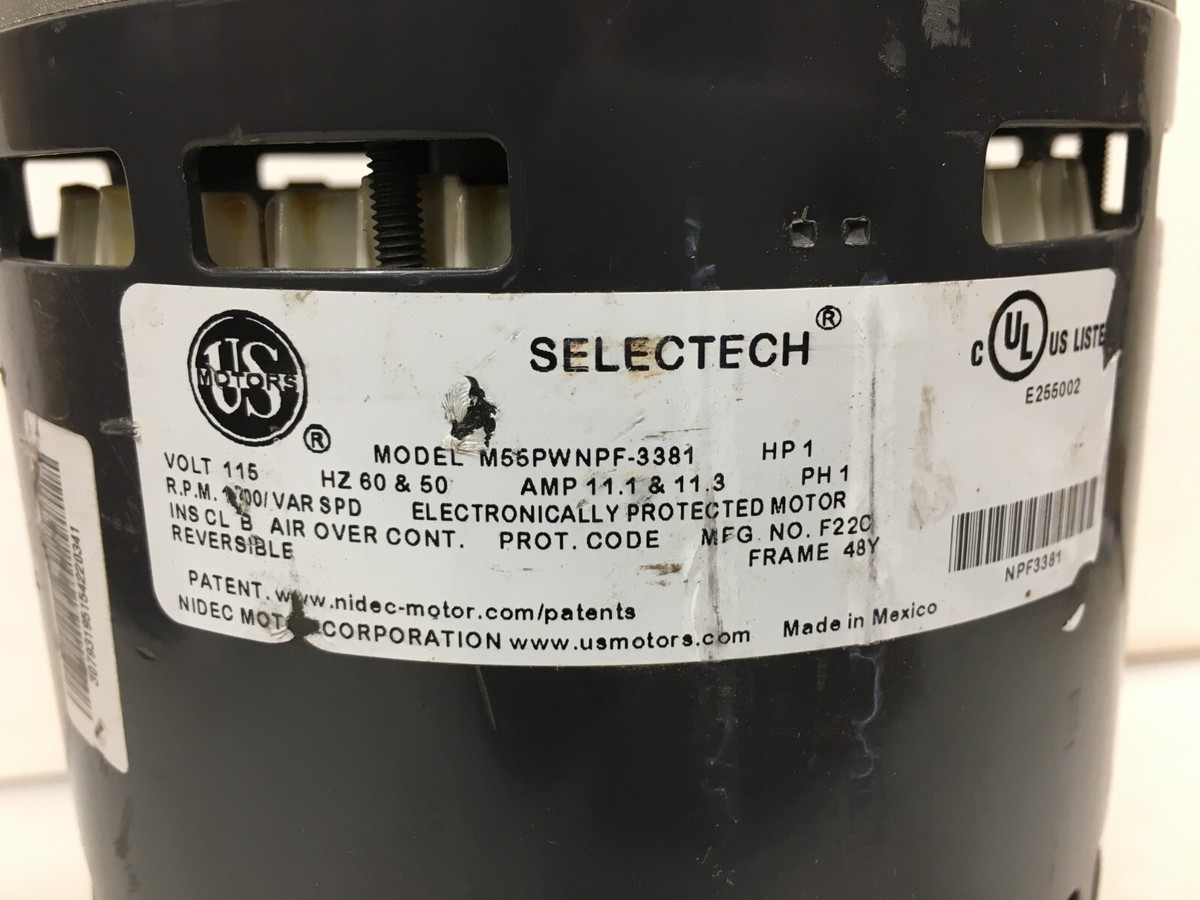 US
MOTORS
®
SELECTECH®
C UL US LISTE
E255002
MODEL M55PWNPF-3381 HP 1
VOLT 115 HZ 60 & 50 AMP 11.1 & 11.3 PH 1
R.P.M. VAR SPD ELECTRONICALLY PROTECTED MOTOR
INS CL B AIR OVER CONT. PROT. CODE MFG NO. F22C
REVERSIBLE FRAME 48Y
NPF3381
PATENT. www.nidec-motor.com/patents
NIDEC CORPORATION www.usmotors.com Made in Mexico
3079319515422034 1